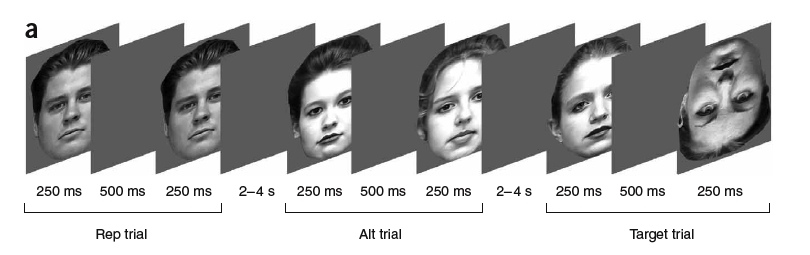 a
250 ms 500 ms 250 ms 2–4 s 250 ms 500 ms 250 ms 2–4 s 250 ms 500 ms 250 ms
Rep trial Alt trial Target trial